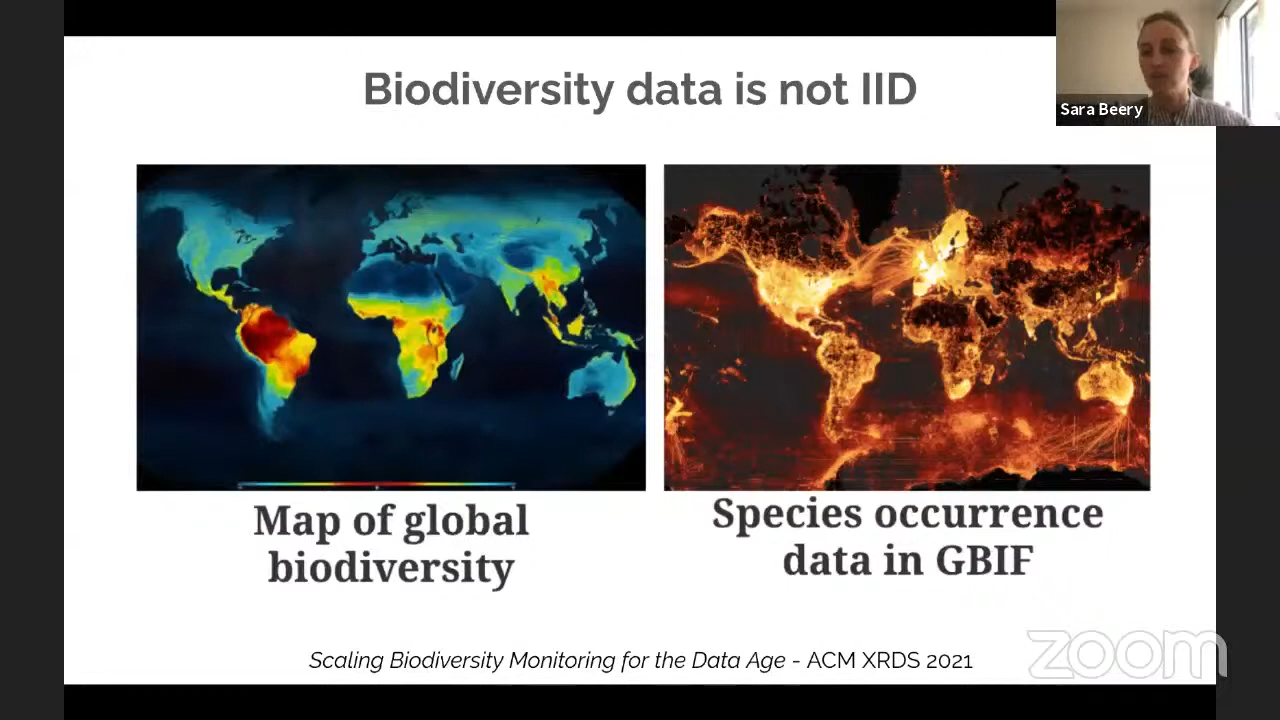 Biodiversity data is not IID
Sara Beery
Map of global
biodiversity
Species occurrence
data in GBIF
Scaling Biodiversity Monitoring for the Data Age - ACM XRDS 2021
zoom